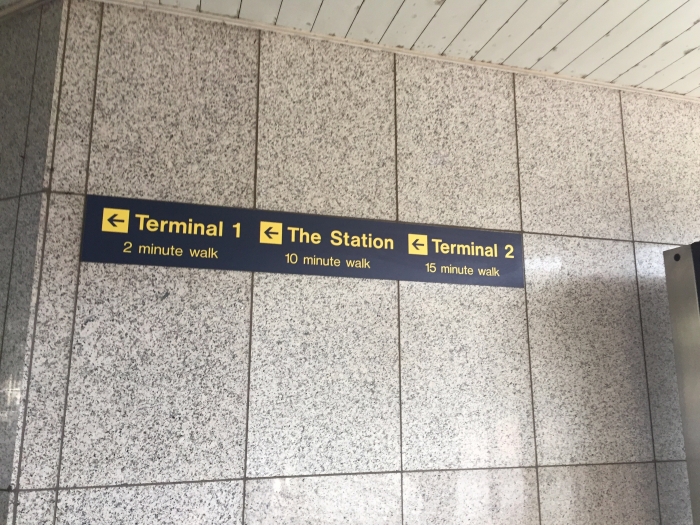 ← Terminal 1
2 minute walk
← The Station
10 minute walk
← Terminal 2
15 minute walk